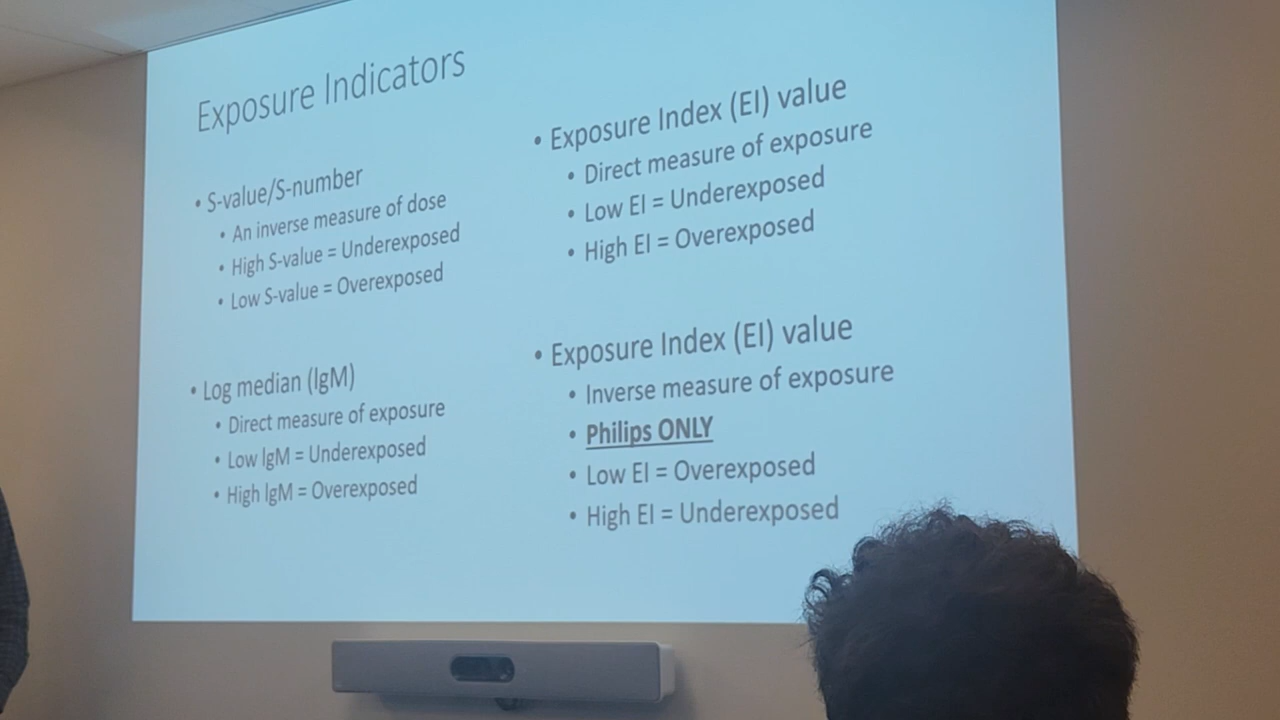 Exposure Indicators
• S-value/S-number
• An inverse measure of dose
• High S-value = Underexposed
• Low S-value = Overexposed
• Log median (lgM)
• Direct measure of exposure
• Low lgM = Underexposed
• High lgM = Overexposed
• Exposure Index (EI) value
• Direct measure of exposure
• Low EI = Underexposed
• High EI = Overexposed
• Exposure Index (EI) value
• Inverse measure of exposure
• Philips ONLY
• Low EI = Overexposed
• High EI = Underexposed